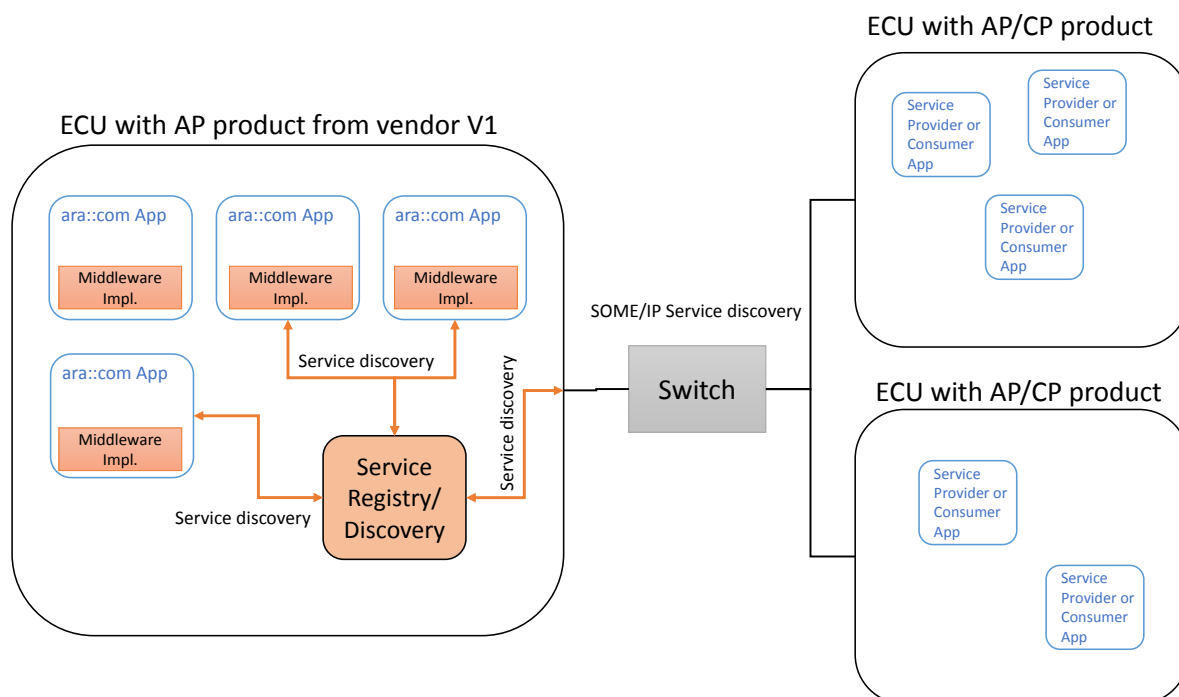 ECU with AP product from vendor V1
ara::com App
Middleware
Impl.
ara::com App
Middleware
Impl.
ara::com App
Middleware
Impl.
Service discovery
ara::com App
Middleware
Impl.
Service discovery
Service
Registry/
Discovery
Service discovery
SOME/IP Service discovery
Switch
ECU with AP/CP product
Service
Provider or
Consumer
App
Service
Provider or
Consumer
App
Service
Provider or
Consumer
App
ECU with AP/CP product
Service
Provider or
Consumer
App
Service
Provider or
Consumer
App